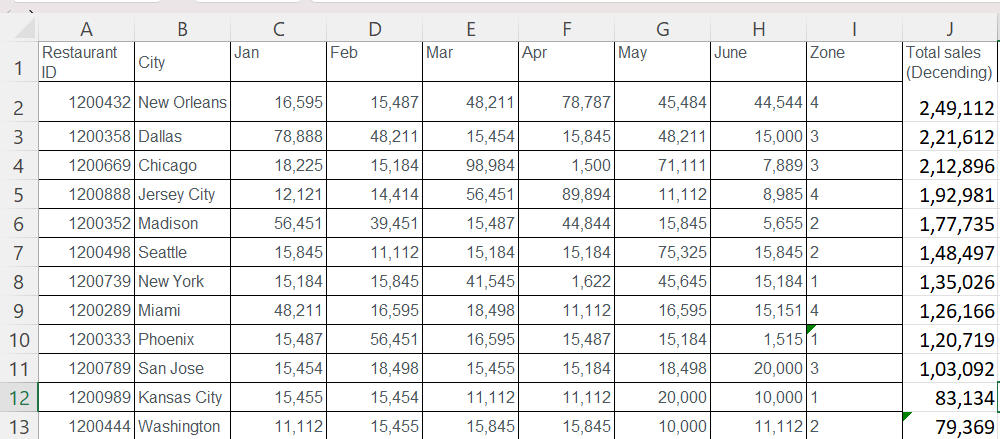 A B C D E F G H I J
1 Restaurant ID City Jan Feb Mar Apr May June Zone Total sales (Decending)
2 1200432 New Orleans 16,595 15,487 48,211 78,787 45,484 44,544 4 2,49,112
3 1200358 Dallas 78,888 48,211 15,454 15,845 48,211 15,000 3 2,21,612
4 1200669 Chicago 18,225 15,184 98,984 1,500 71,111 7,889 3 2,12,896
5 1200888 Jersey City 12,121 14,414 56,451 89,894 11,112 8,985 4 1,92,981
6 1200352 Madison 56,451 39,451 15,487 44,844 15,845 5,655 2 1,77,735
7 1200498 Seattle 15,845 11,112 15,184 15,184 75,325 15,845 2 1,48,497
8 1200739 New York 15,184 15,845 41,545 1,622 45,645 15,184 1 1,35,026
9 1200289 Miami 48,211 16,595 18,498 11,112 16,595 15,151 4 1,26,166
10 1200333 Phoenix 15,487 56,451 16,595 15,487 15,184 1,515 1 1,20,719
11 1200789 San Jose 15,454 18,498 15,455 15,184 18,498 20,000 3 1,03,092
12 1200989 Kansas City 15,455 15,454 11,112 11,112 20,000 10,000 1 83,134
13 1200444 Washington 11,112 15,455 15,845 15,845 10,000 11,112 2 79,369